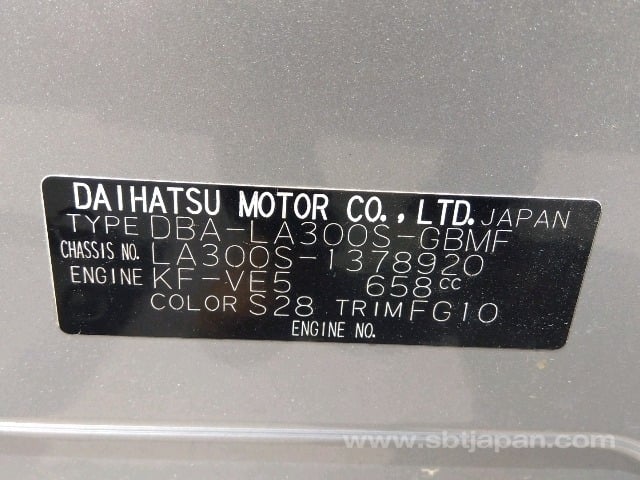 DAIHATSU MOTOR CO., LTD. JAPAN
TYPE DBA-LA300S-GBMF
CHASSIS NO. LA300S-1378920
ENGINE KF-VE5 658cc
COLOR S28 TRIM FG10
ENGINE NO.
www.sbtjapan.com